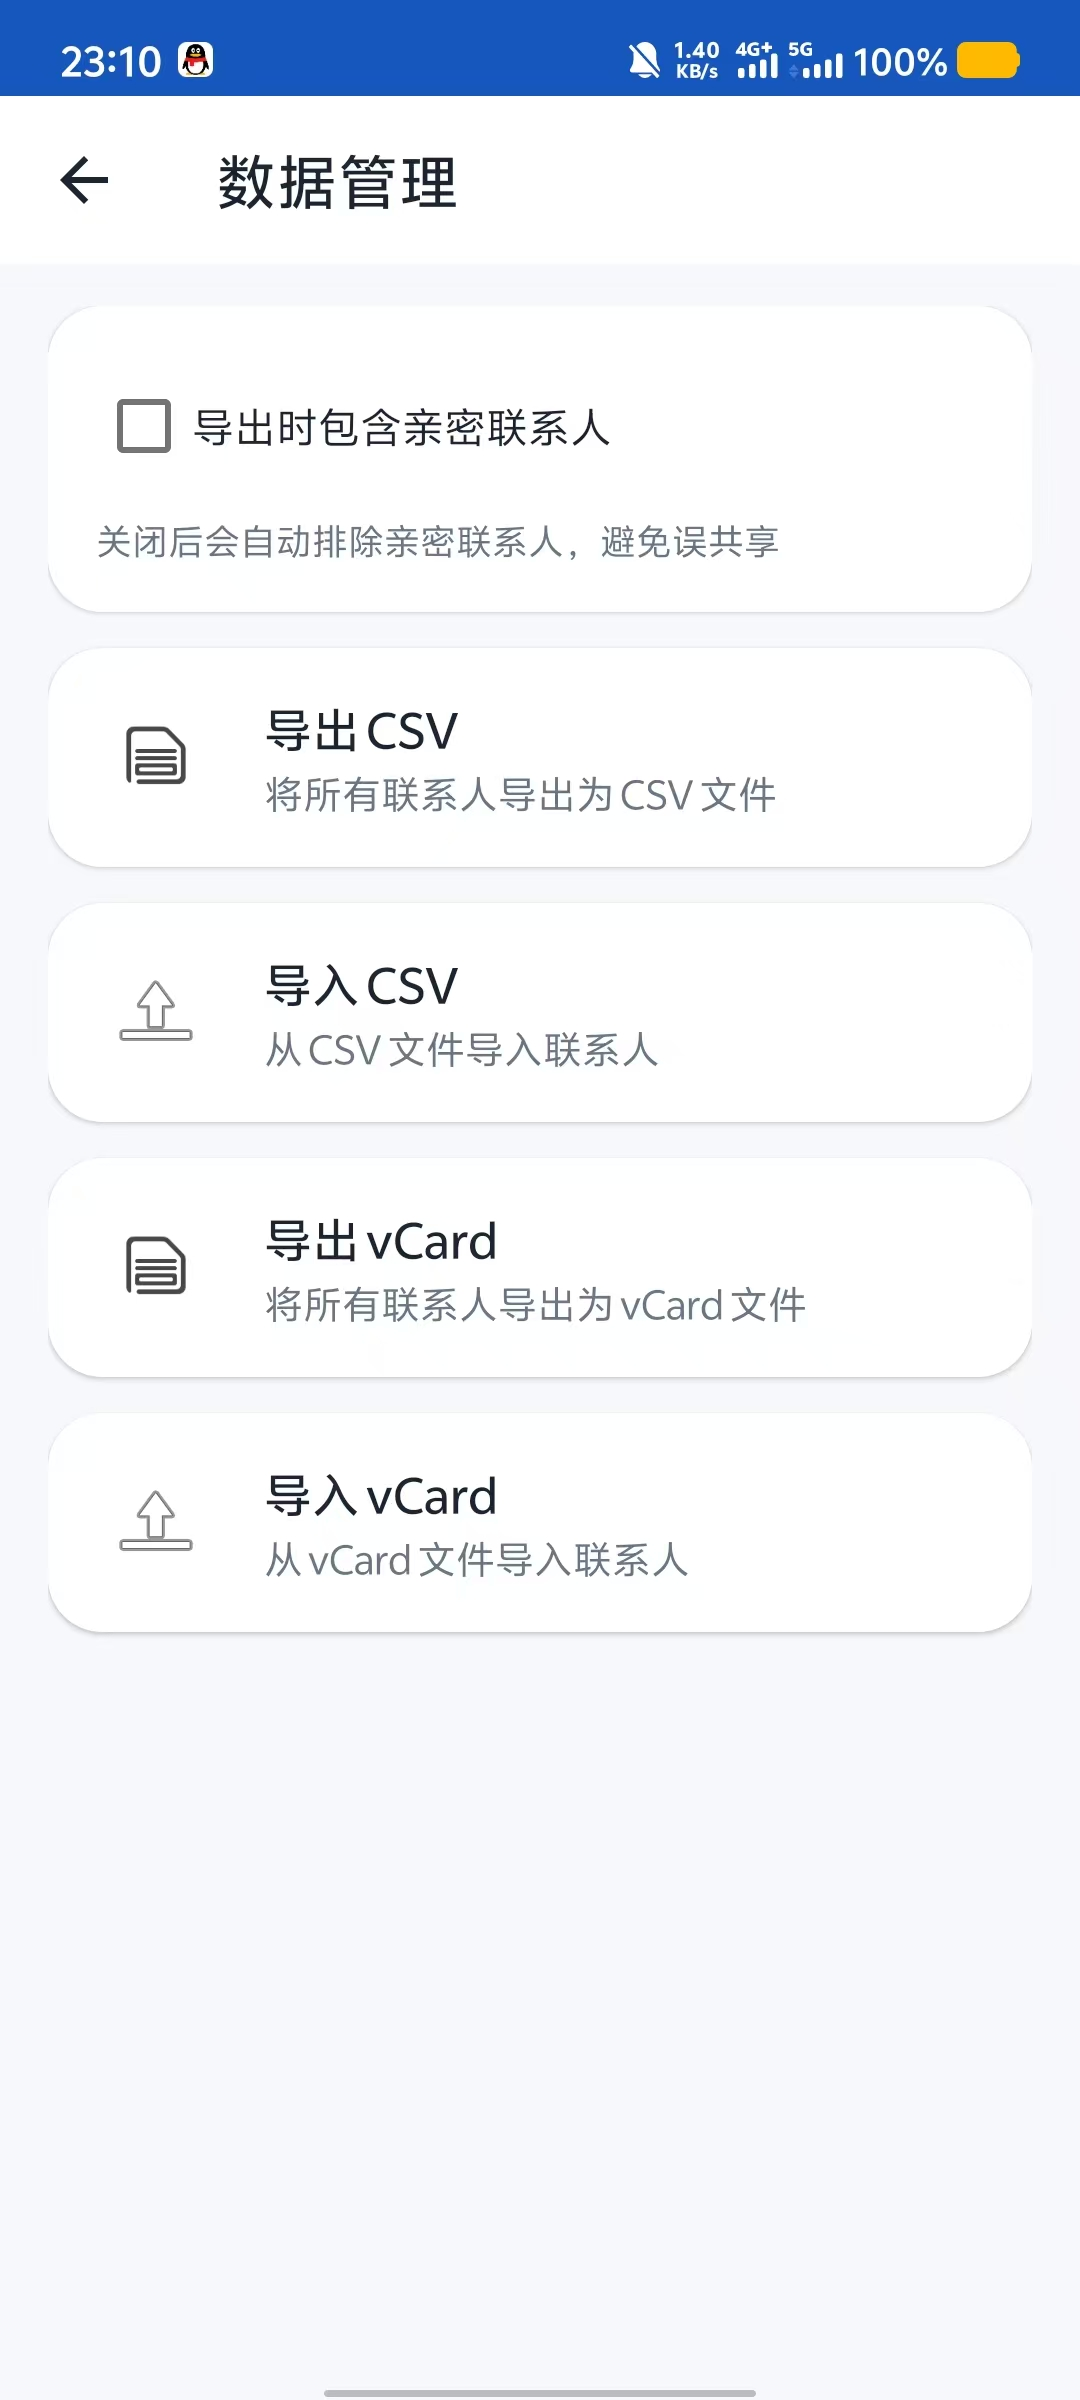 23:10
1.40 KB/s 4G+ 5G 100%
数据管理
导出时包含亲密联系人
关闭后会自动排除亲密联系人，避免误共享
导出CSV
将所有联系人导出为CSV文件
导入CSV
从CSV文件导入联系人
导出vCard
将所有联系人导出为vCard文件
导入vCard
从vCard文件导入联系人